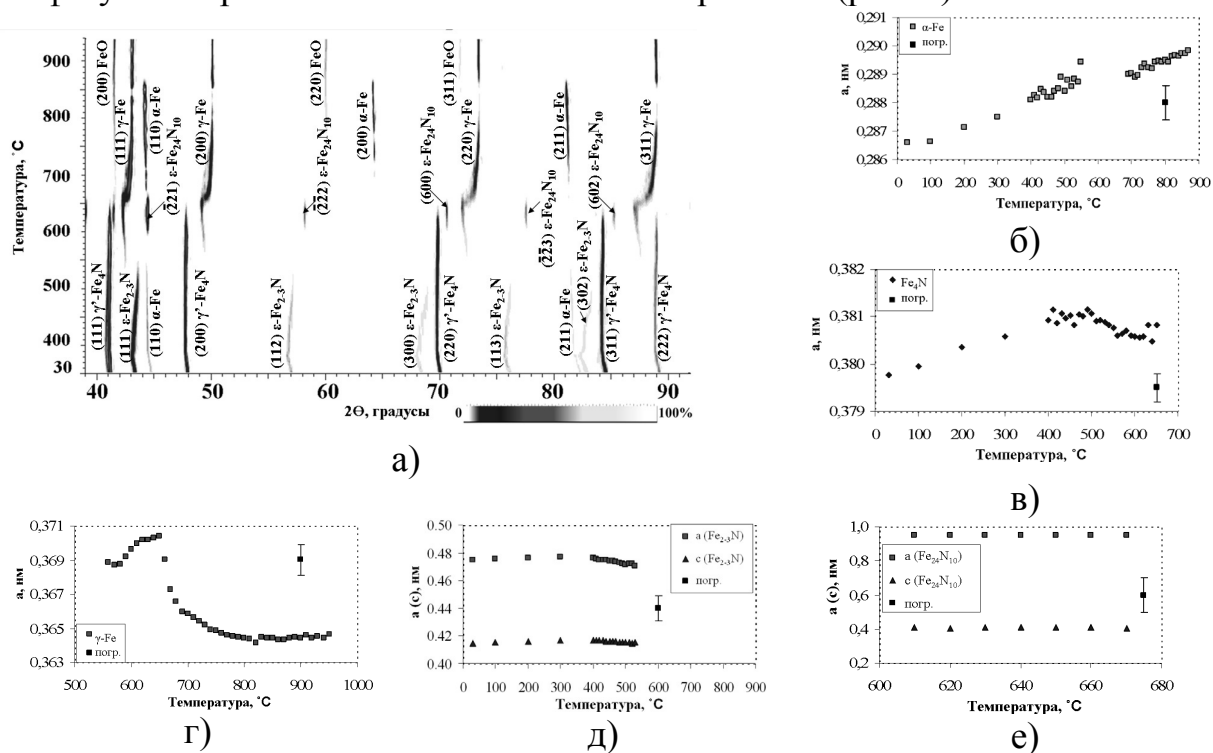 900
800
700
600
500
400
30
Температура, ˚С
(200) FeO
(111) γ-Fe
(110) α-Fe
(2̄21) ε-Fe24N10
(200) γ-Fe
(2̄22) ε-Fe24N10
(220) FeO
(200) α-Fe
(600) ε-Fe24N10
(220) γ-Fe
(311) FeO
(2̄2̄3) ε-Fe24N10
(211) α-Fe
(602) ε-Fe24N10
(311) γ-Fe
(111) γ'-Fe4N
(111) ε-Fe2-3N
(110) α-Fe
(200) γ'-Fe4N
(112) ε-Fe2-3N
(300) ε-Fe2-3N
(220) γ'-Fe4N
(113) ε-Fe2-3N
(211) α-Fe
(302) ε-Fe2-3N
(311) γ'-Fe4N
(222) γ'-Fe4N
40 50 60 70 80 90
2Θ, градусы 0 100%
а)
0,291
0,290
0,289
0,288
0,287
0,286
а, нм
α-Fe
погр.
0 100 200 300 400 500 600 700 800 900
Температура, ˚С
б)
0,382
0,381
0,380
0,379
а, нм
Fe4N
погр.
0 100 200 300 400 500 600 700
Температура, ˚С
в)
0,371
0,369
0,367
0,365
0,363
а, нм
γ-Fe
погр.
500 600 700 800 900 1000
Температура, ˚С
г)
0.50
0.48
0.46
0.44
0.42
0.40
а (с), нм
а (Fe2-3N)
с (Fe2-3N)
погр.
0 100 200 300 400 500 600 700 800 900
Температура, ˚С
д)
1,0
0,8
0,6
0,4
0,2
а (с), нм
а (Fe24N10)
с (Fe24N10)
погр.
600 620 640 660 680
Температура, ˚С
е)